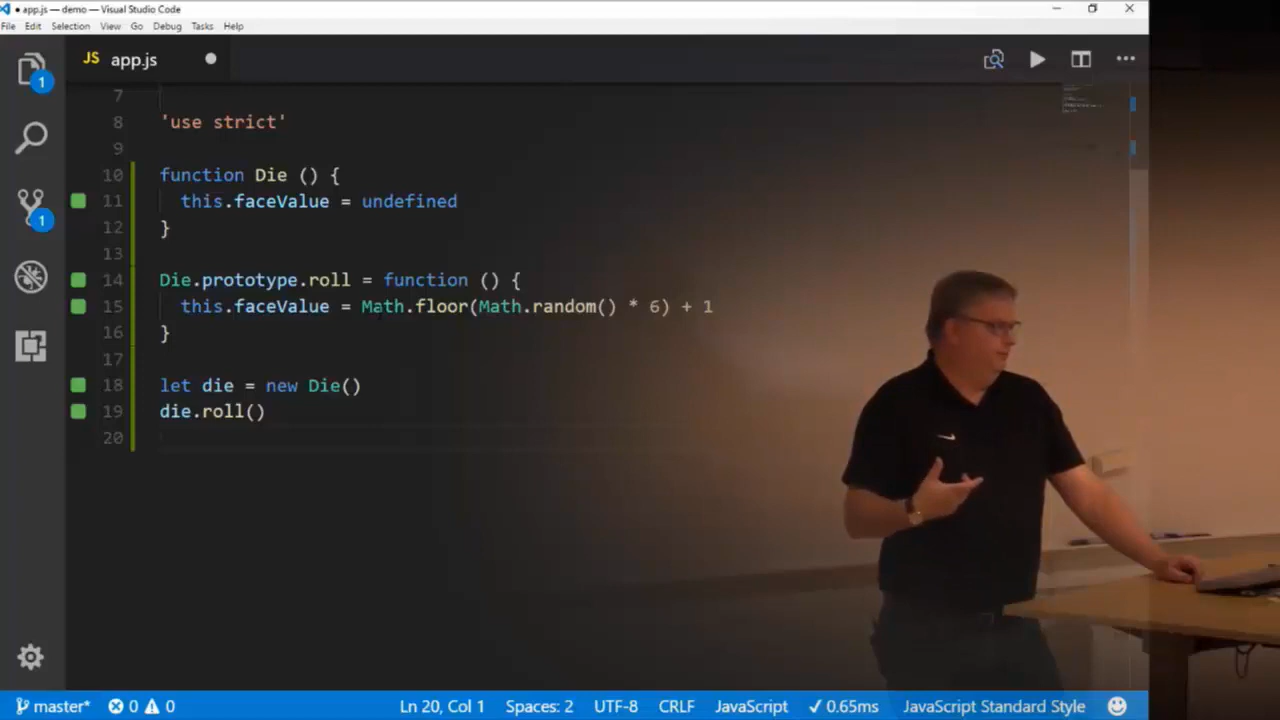 ● app.js — demo — Visual Studio Code
File Edit Selection View Go Debug Tasks Help
JS app.js ●
7
8 'use strict'
9
10 function Die () {
11 this.faceValue = undefined
12 }
13
14 Die.prototype.roll = function () {
15 this.faceValue = Math.floor(Math.random() * 6) + 1
16 }
17
18 let die = new Die()
19 die.roll()
20
1
1
master* 0 0 Ln 20, Col 1 Spaces: 2 UTF-8 CRLF JavaScript ✓ 0.65ms JavaScript Standard Style